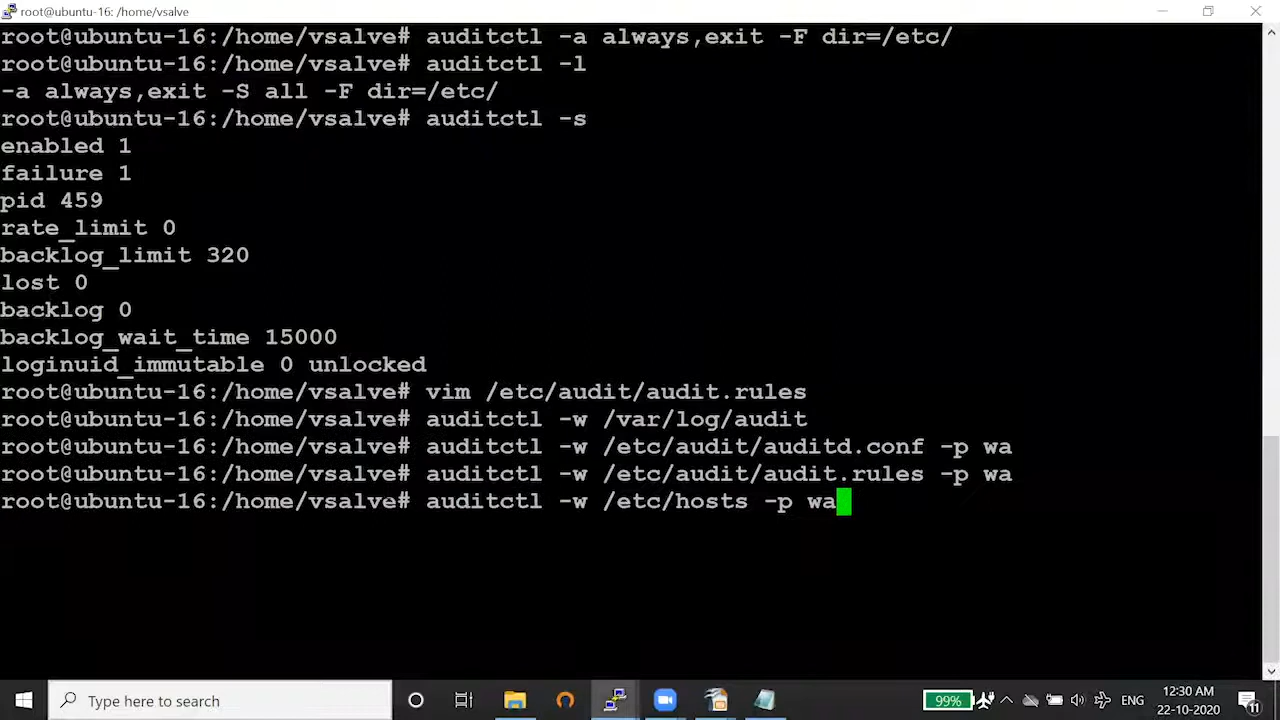 root@ubuntu-16: /home/vsalve
root@ubuntu-16:/home/vsalve# auditctl -a always,exit -F dir=/etc/
root@ubuntu-16:/home/vsalve# auditctl -l
-a always,exit -S all -F dir=/etc/
root@ubuntu-16:/home/vsalve# auditctl -s
enabled 1
failure 1
pid 459
rate_limit 0
backlog_limit 320
lost 0
backlog 0
backlog_wait_time 15000
loginuid_immutable 0 unlocked
root@ubuntu-16:/home/vsalve# vim /etc/audit/audit.rules
root@ubuntu-16:/home/vsalve# auditctl -w /var/log/audit
root@ubuntu-16:/home/vsalve# auditctl -w /etc/audit/auditd.conf -p wa
root@ubuntu-16:/home/vsalve# auditctl -w /etc/audit/audit.rules -p wa
root@ubuntu-16:/home/vsalve# auditctl -w /etc/hosts -p wa
Type here to search
99%
ENG
12:30 AM
22-10-2020
11